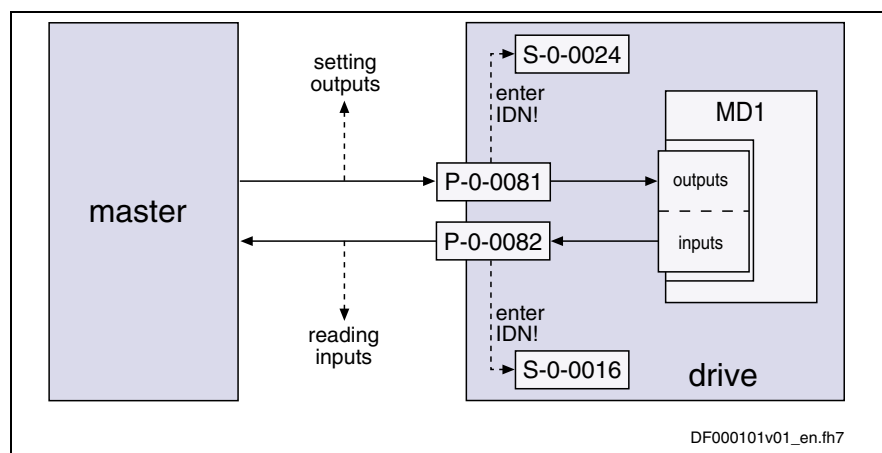 master
setting
outputs
reading
inputs
S-0-0024
enter
IDN!
P-0-0081
P-0-0082
enter
IDN!
S-0-0016
MD1
outputs
inputs
drive
DF000101v01_en.fh7